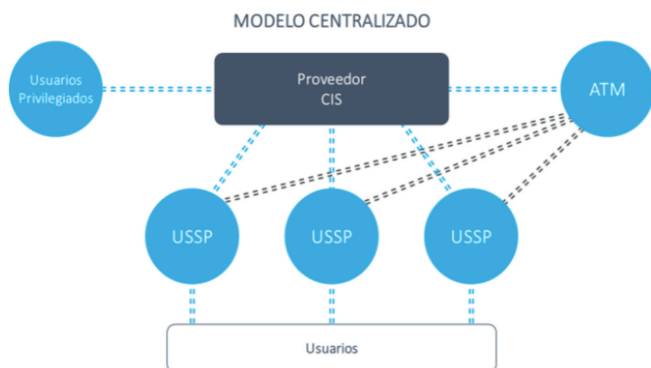 MODELO CENTRALIZADO
Usuarios
Privilegiados
Proveedor
CIS
ATM
USSP
USSP
USSP
Usuarios